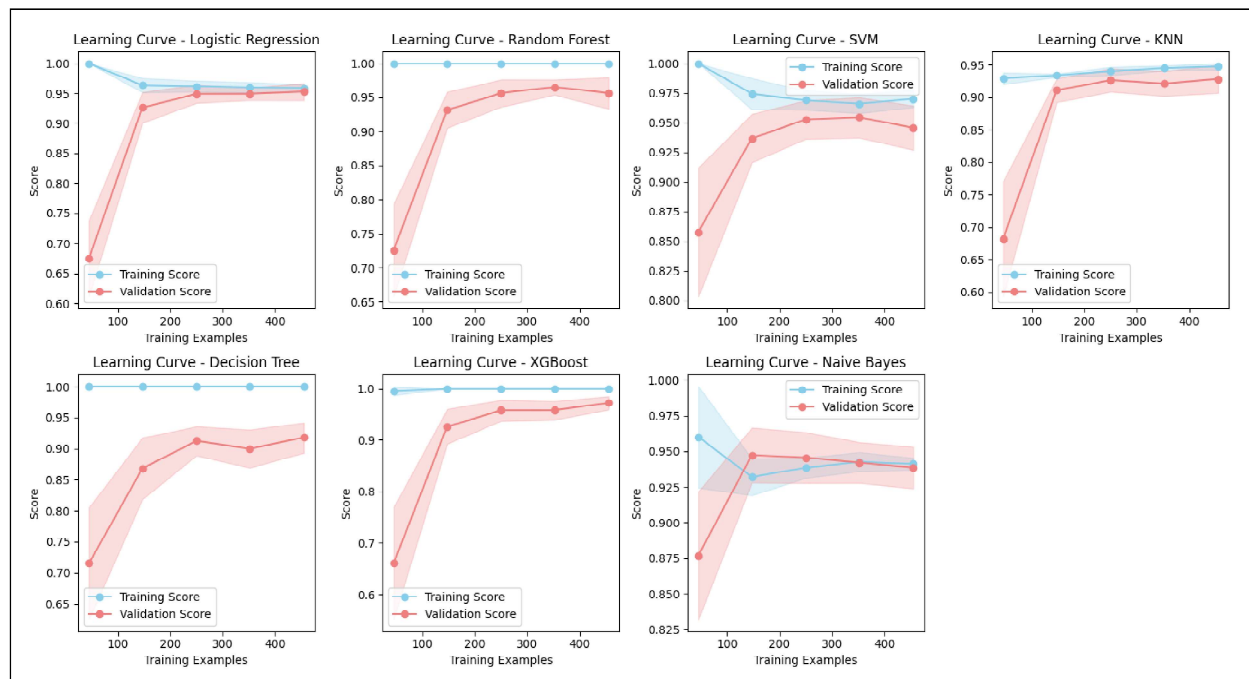 Learning Curve - Logistic Regression
Score
1.00
0.95
0.90
0.85
0.80
0.75
0.70
0.65
0.60
Training Score
Validation Score
100 200 300 400
Training Examples
Learning Curve - Random Forest
Score
1.00
0.95
0.90
0.85
0.80
0.75
0.70
0.65
Training Score
Validation Score
100 200 300 400
Training Examples
Learning Curve - SVM
Score
1.000
0.975
0.950
0.925
0.900
0.875
0.850
0.825
0.800
Training Score
Validation Score
100 200 300 400
Training Examples
Learning Curve - KNN
Score
0.95
0.90
0.85
0.80
0.75
0.70
0.65
0.60
Training Score
Validation Score
100 200 300 400
Training Examples
Learning Curve - Decision Tree
Score
1.00
0.95
0.90
0.85
0.80
0.75
0.70
0.65
Training Score
Validation Score
100 200 300 400
Training Examples
Learning Curve - XGBoost
Score
1.0
0.9
0.8
0.7
0.6
Training Score
Validation Score
100 200 300 400
Training Examples
Learning Curve - Naive Bayes
Score
1.000
0.975
0.950
0.925
0.900
0.875
0.850
0.825
Training Score
Validation Score
100 200 300 400
Training Examples